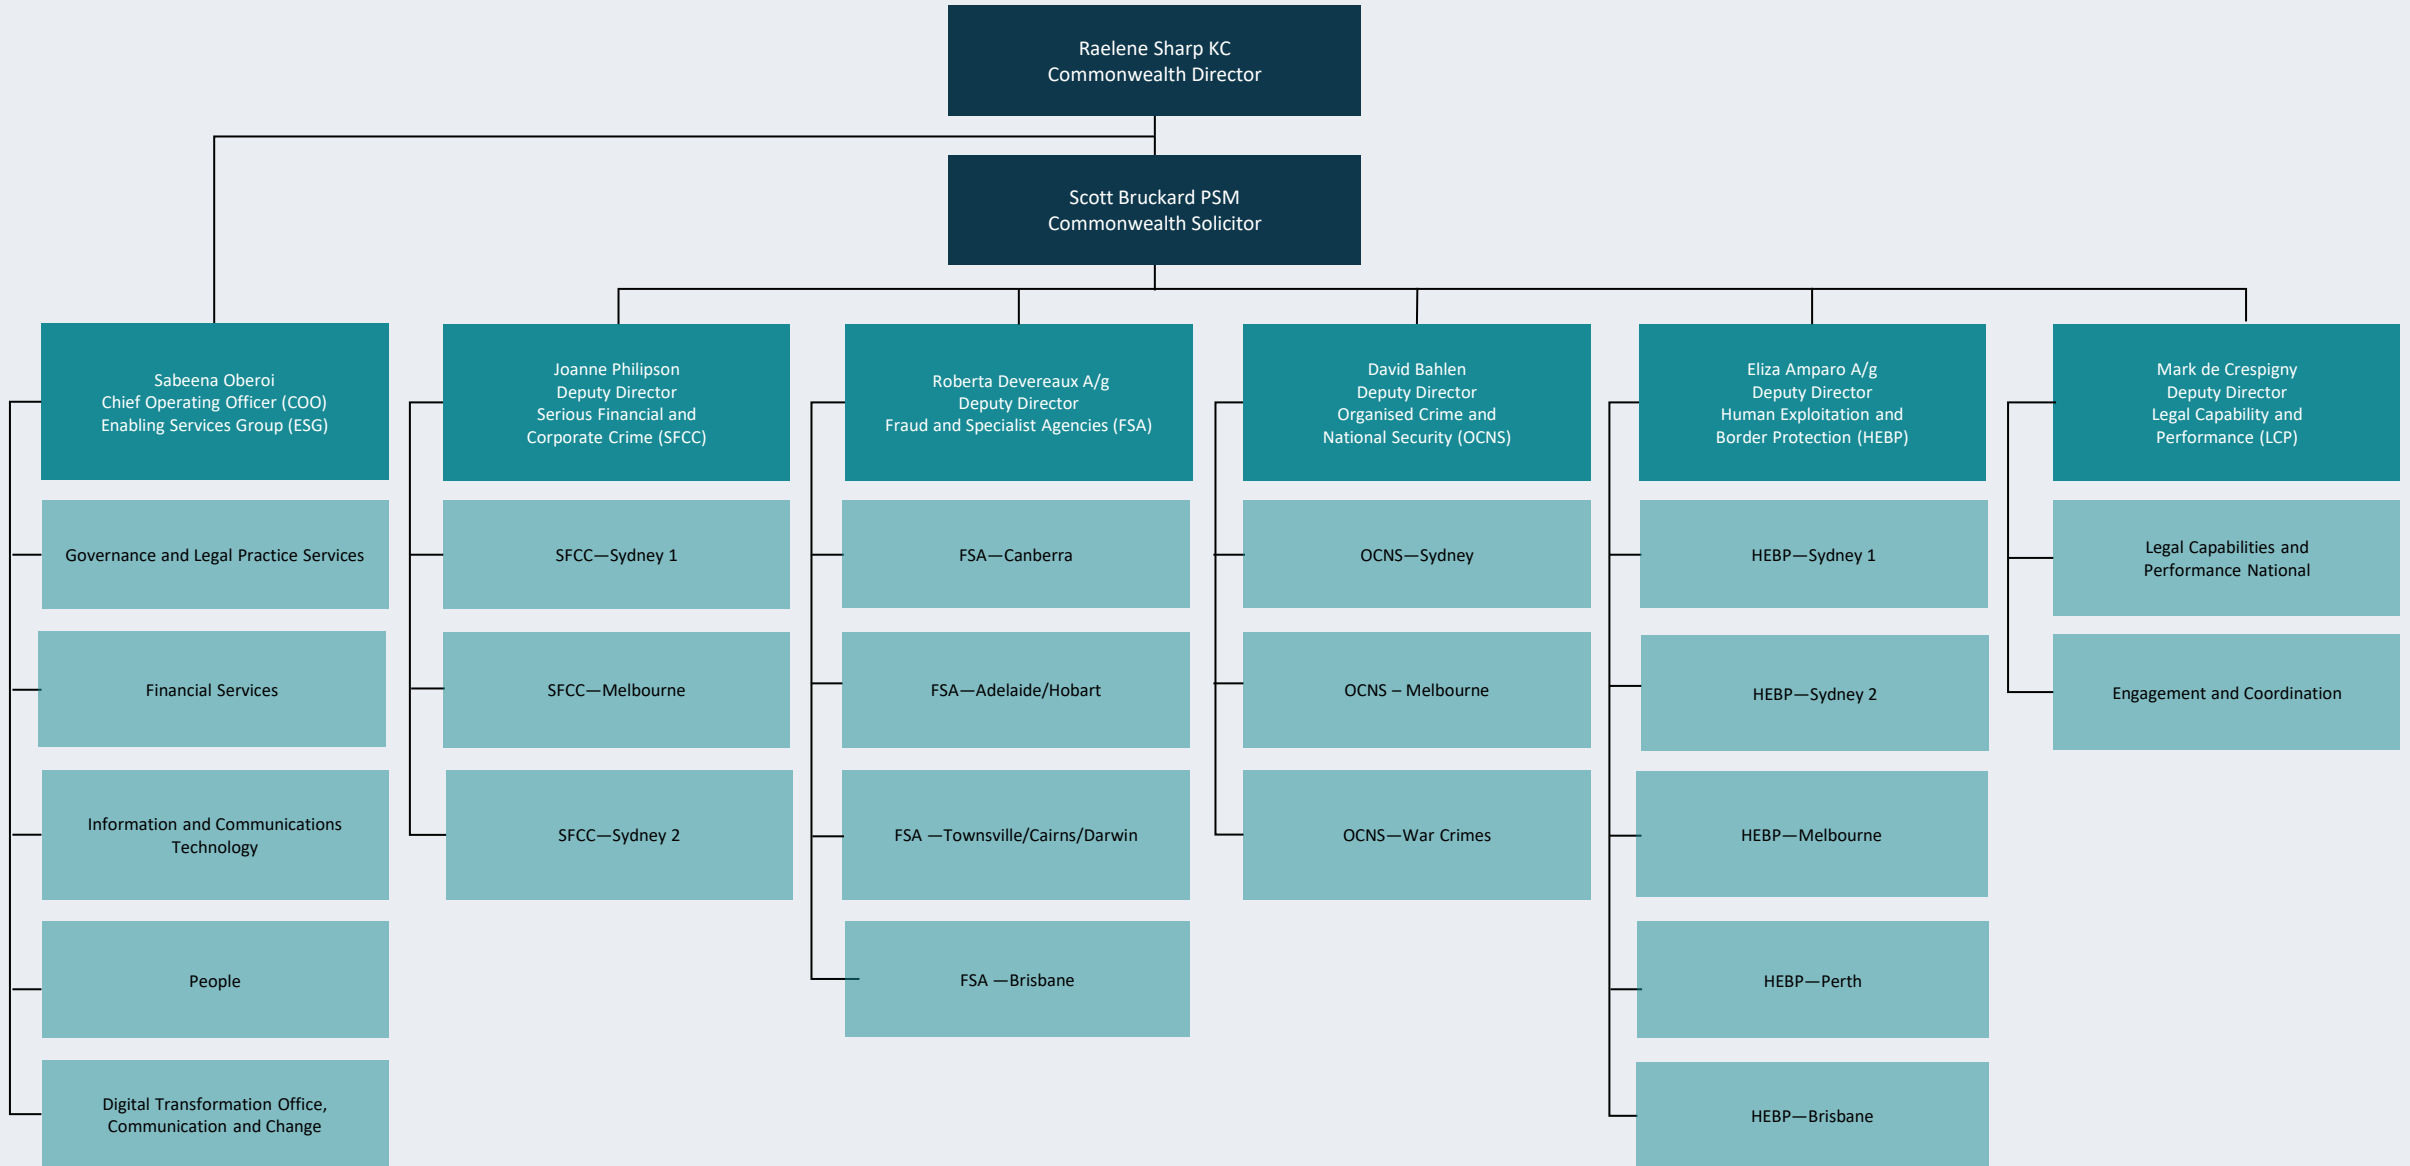 Raelene Sharp KC
Commonwealth Director
Scott Bruckard PSM
Commonwealth Solicitor
Sabeena Oberoi
Chief Operating Officer (COO)
Enabling Services Group (ESG)
Governance and Legal Practice Services
Financial Services
Information and Communications
Technology
People
Digital Transformation Office,
Communication and Change
Joanne Philipson
Deputy Director
Serious Financial and
Corporate Crime (SFCC)
SFCC—Sydney 1
SFCC—Melbourne
SFCC—Sydney 2
Roberta Devereaux A/g
Deputy Director
Fraud and Specialist Agencies (FSA)
FSA—Canberra
FSA—Adelaide/Hobart
FSA —Townsville/Cairns/Darwin
FSA —Brisbane
David Bahlen
Deputy Director
Organised Crime and
National Security (OCNS)
OCNS—Sydney
OCNS – Melbourne
OCNS—War Crimes
Eliza Amparo A/g
Deputy Director
Human Exploitation and
Border Protection (HEBP)
HEBP—Sydney 1
HEBP—Sydney 2
HEBP—Melbourne
HEBP—Perth
HEBP—Brisbane
Mark de Crespigny
Deputy Director
Legal Capability and
Performance (LCP)
Legal Capabilities and
Performance National
Engagement and Coordination